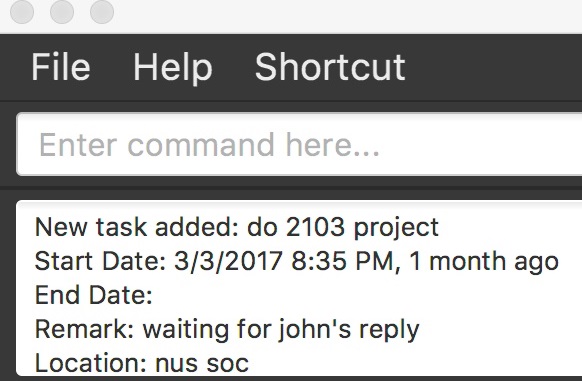 File Help Shortcut
Enter command here...
New task added: do 2103 project
Start Date: 3/3/2017 8:35 PM, 1 month ago
End Date:
Remark: waiting for john's reply
Location: nus soc